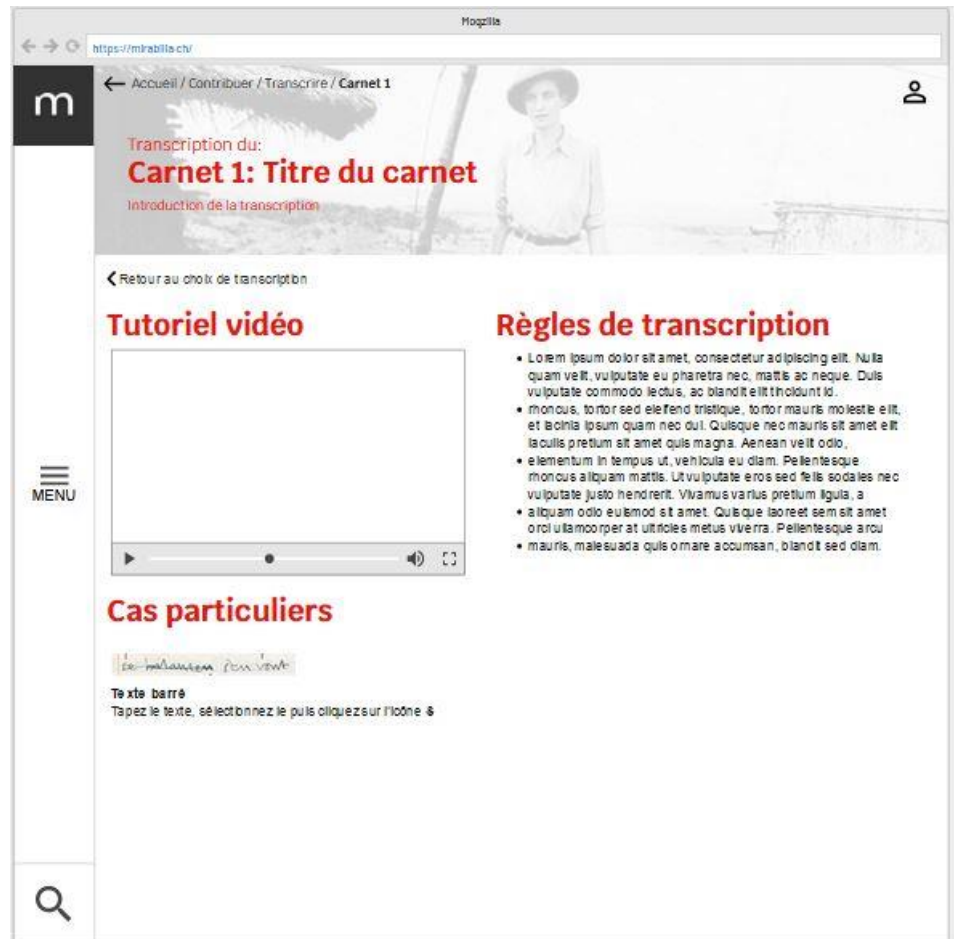 Moqzilla
https://mirabilia.ch/
m
Accueil / Contribuer / Transcrire / Carnet 1
Transcription du:
Carnet 1: Titre du carnet
Introduction de la transcription
Retour au choix de transcription
Tutoriel vidéo
MENU
Cas particuliers
Texte barré
Tapez le texte, sélectionnez le puis cliquez sur l'icône S
Règles de transcription
• Lorem ipsum dolor sit amet, consectetur adipiscing elit. Nulla
quam velit, vulputate eu pharetra nec, mattis ac neque. Duis
vulputate commodo lectus, ac blandit elit tincidunt id.
• rhoncus, tortor sed eleifend tristique, tortor mauris molestie elit,
et lacinia ipsum quam nec dui. Quisque nec mauris sit amet elit
iaculis pretium sit amet quis magna. Aenean velit odio,
• elementum in tempus ut, vehicula eu diam. Pellentesque
rhoncus aliquam mattis. Ut vulputate eros sed felis sodales nec
vulputate justo hendrerit. Vivamus varius pretium ligula, a
• aliquam odio euismod sit amet. Quisque laoreet sem sit amet
orci ullamcorper at ultricies metus viverra. Pellentesque arcu
• mauris, malesuada quis ornare accumsan, blandit sed diam.